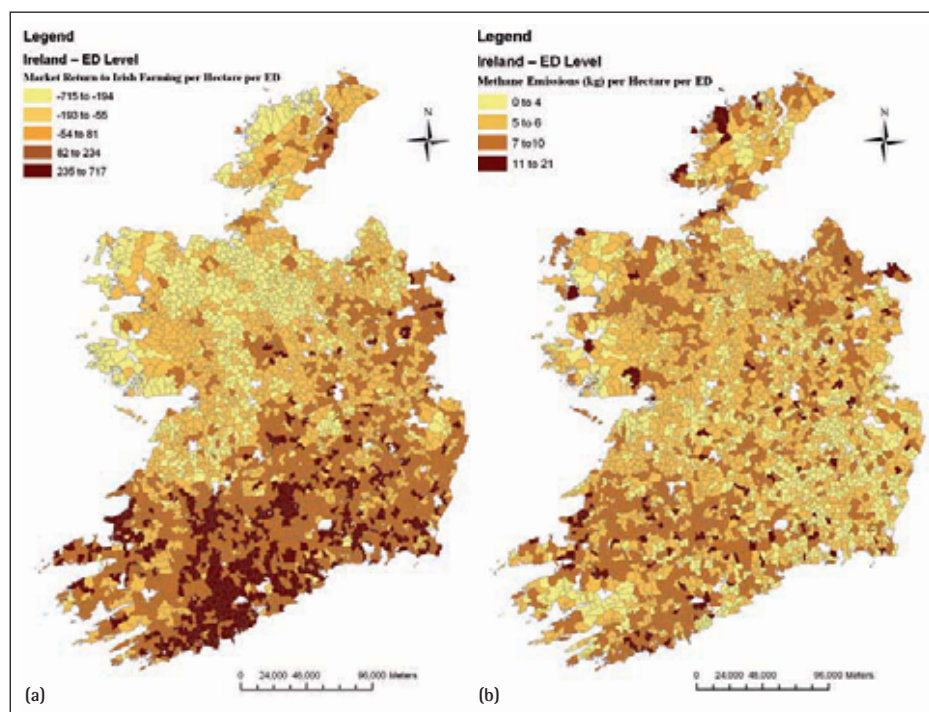 Legend
Ireland – ED Level
Market Return to Irish Farming per Hectare per ED
-715 to -194
-193 to -55
-54 to 81
82 to 234
235 to 717
N
0 24,000 48,000 96,000 Meters
(a)
Legend
Ireland – ED Level
Methane Emissions (kg) per Hectare per ED
0 to 4
5 to 6
7 to10
11 to 21
N
0 24,000 48,000 96,000 Meters
(b)